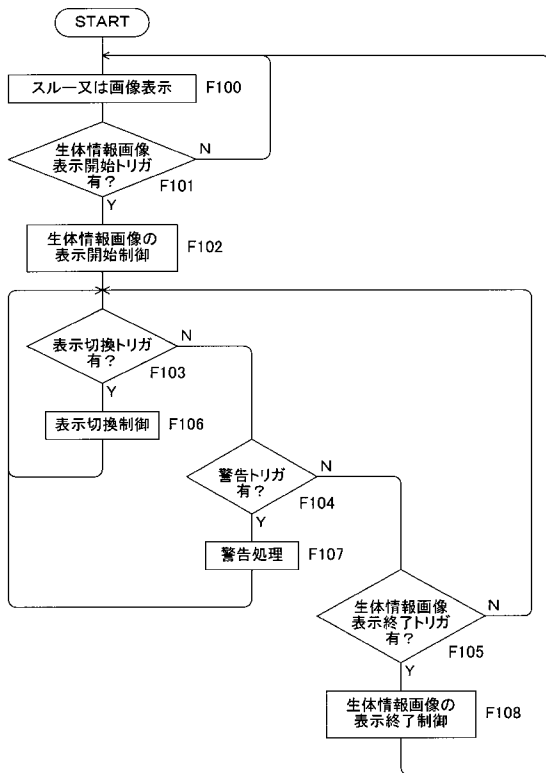 START
スルー又は画像表示
F100
生体情報画像
表示開始トリガ
有？
N
F101
Y
生体情報画像の
表示開始制御
F102
表示切換トリガ
有？
N
F103
Y
表示切換制御
F106
警告トリガ
有？
N
F104
Y
警告処理
F107
生体情報画像
表示終了トリガ
有？
N
F105
Y
生体情報画像の
表示終了制御
F108